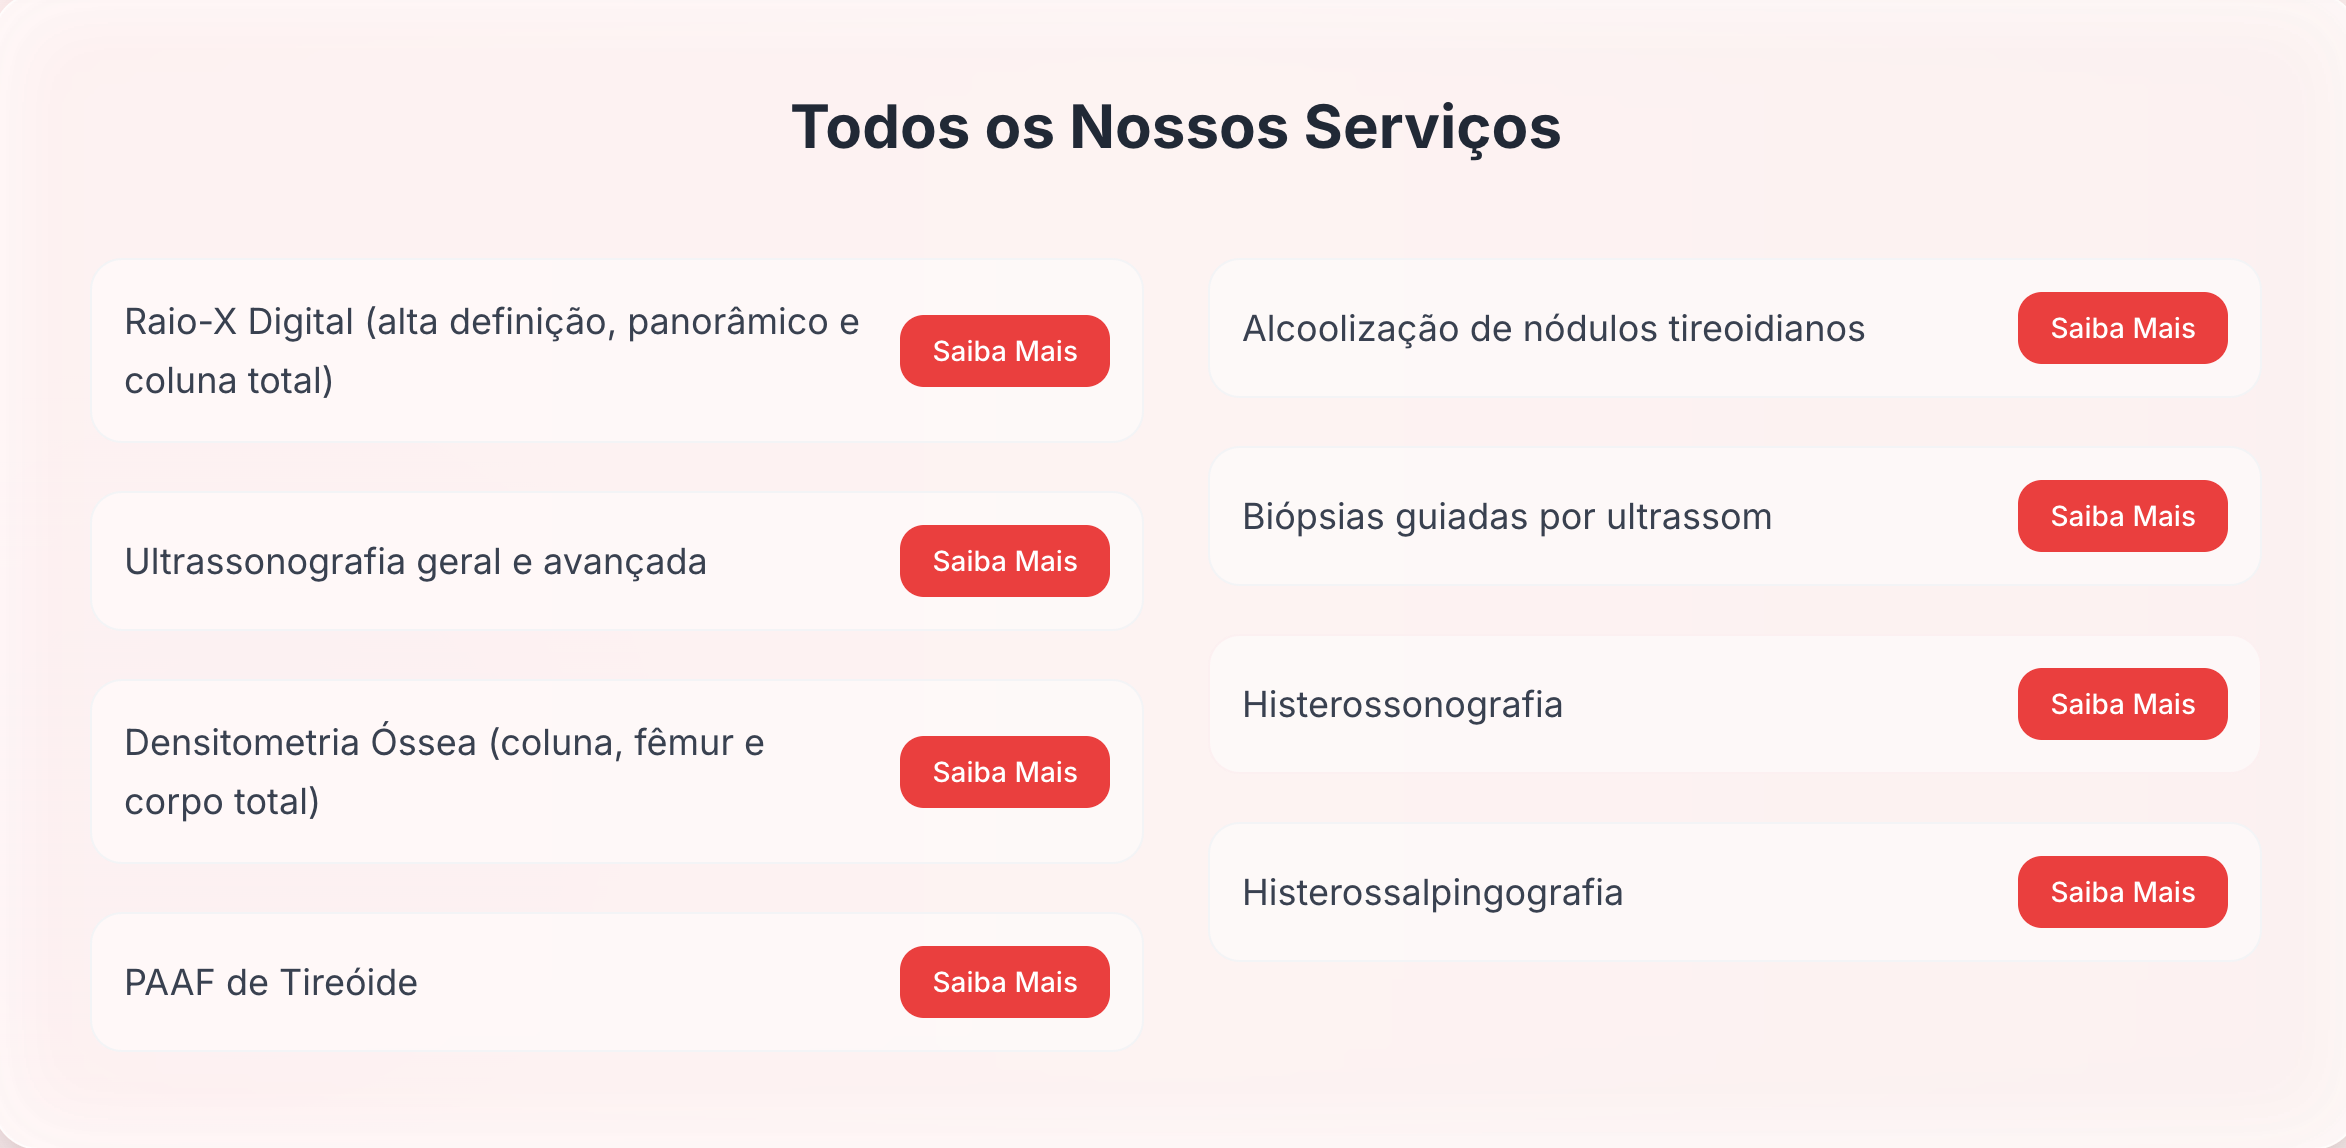 Todos os Nossos Serviços
Raio-X Digital (alta definição, panorâmico e
coluna total)
Saiba Mais
Ultrassonografia geral e avançada
Saiba Mais
Densitometria Óssea (coluna, fêmur e
corpo total)
Saiba Mais
PAAF de Tireóide
Saiba Mais
Alcoolização de nódulos tireoidianos
Saiba Mais
Biópsias guiadas por ultrassom
Saiba Mais
Histerossonografia
Saiba Mais
Histerossalpingografia
Saiba Mais